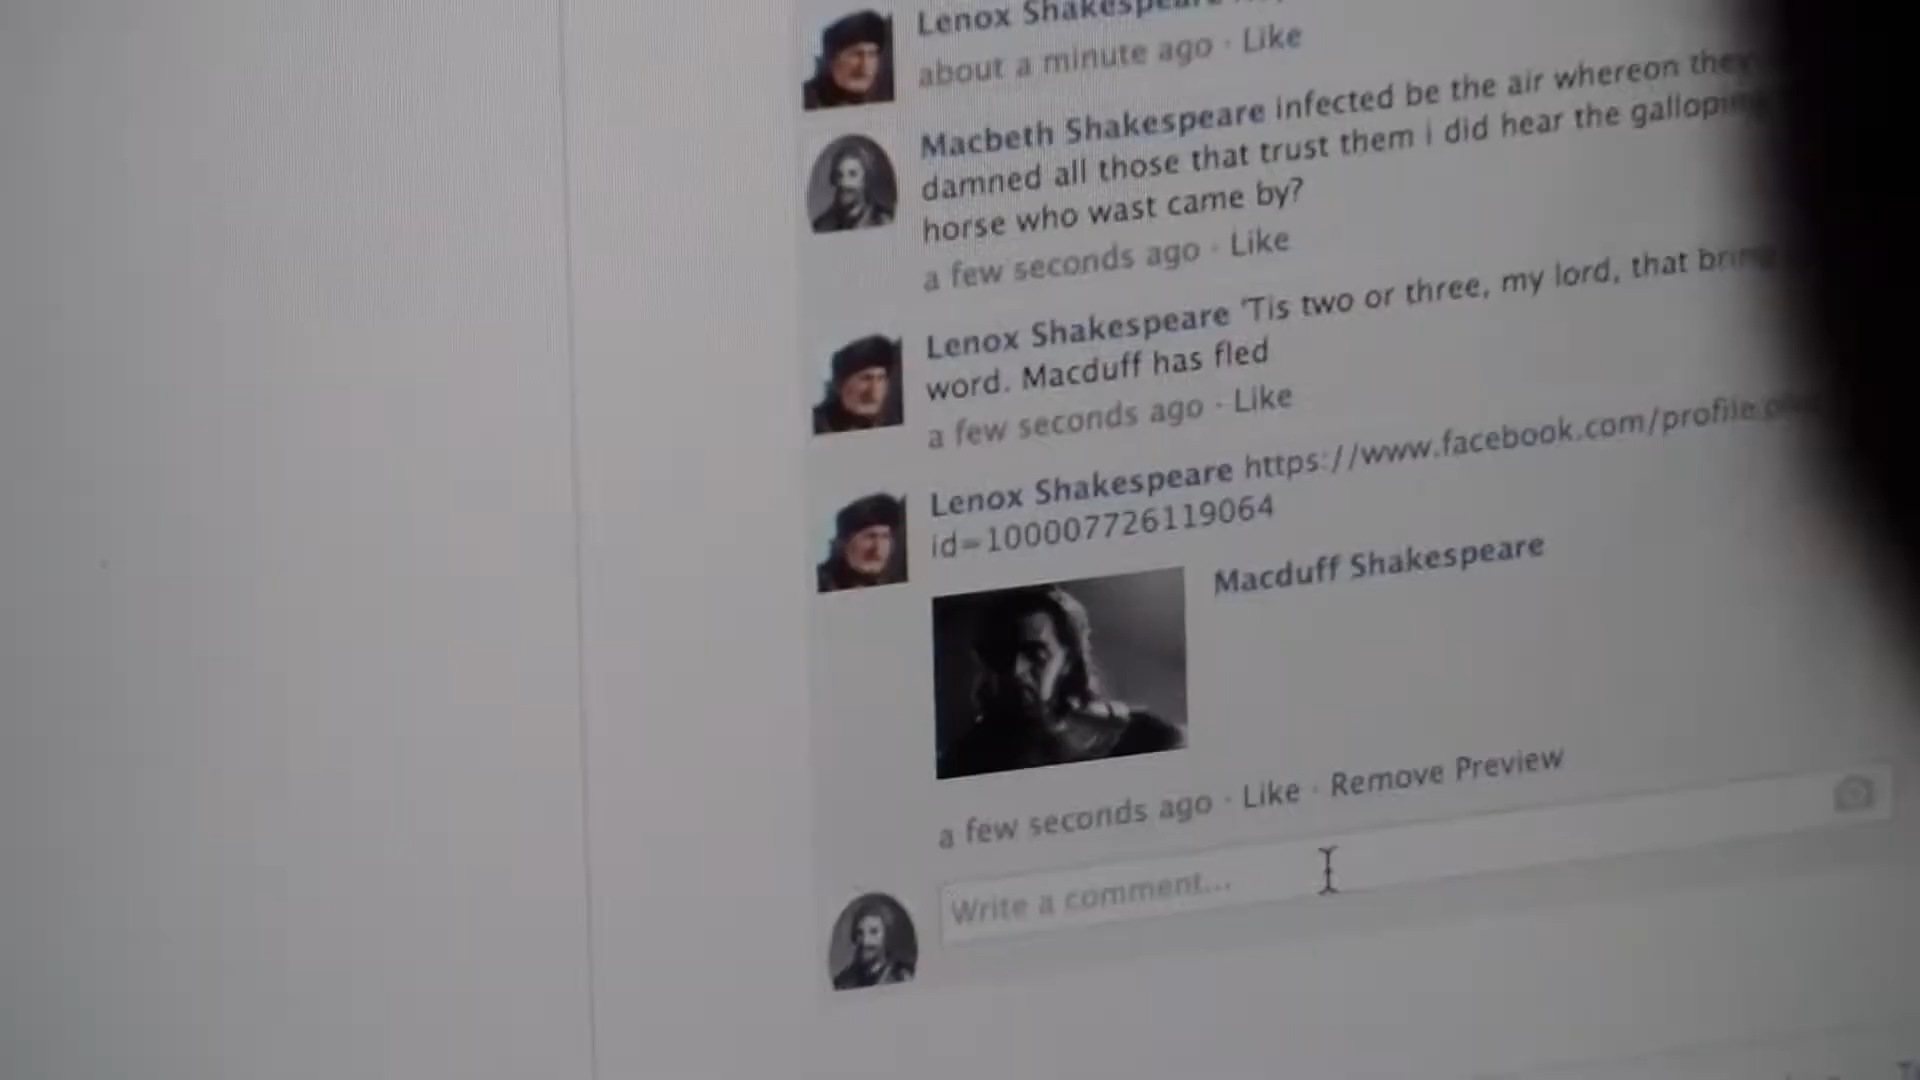 Lenox Shakespeare
about a minute ago · Like
Macbeth Shakespeare infected be the air whereon they
damned all those that trust them i did hear the galloping
horse who wast came by?
a few seconds ago · Like
Lenox Shakespeare 'Tis two or three, my lord, that bring
word. Macduff has fled
a few seconds ago · Like
Lenox Shakespeare https://www.facebook.com/profile.
id=100007726119064
Macduff Shakespeare
a few seconds ago · Like · Remove Preview
Write a comment...